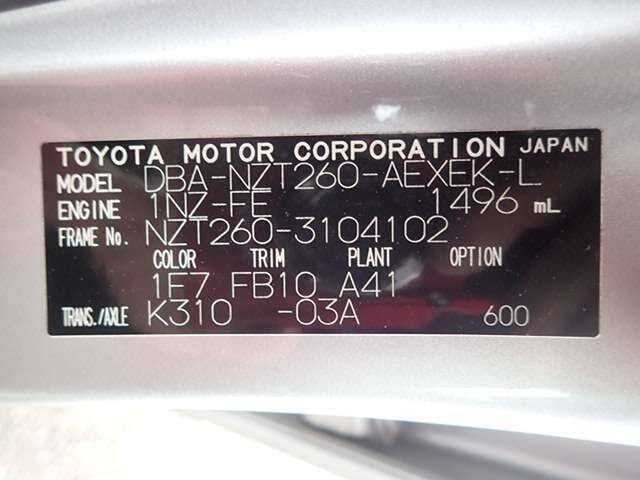 TOYOTA MOTOR CORPORATION JAPAN
MODEL DBA-NZT260-AEXEK-L
ENGINE 1NZ-FE 1496 mL
FRAME No. NZT260-3104102
COLOR TRIM PLANT OPTION
1E7 FB10 A41
TRANS./AXLE K310 -03A 600